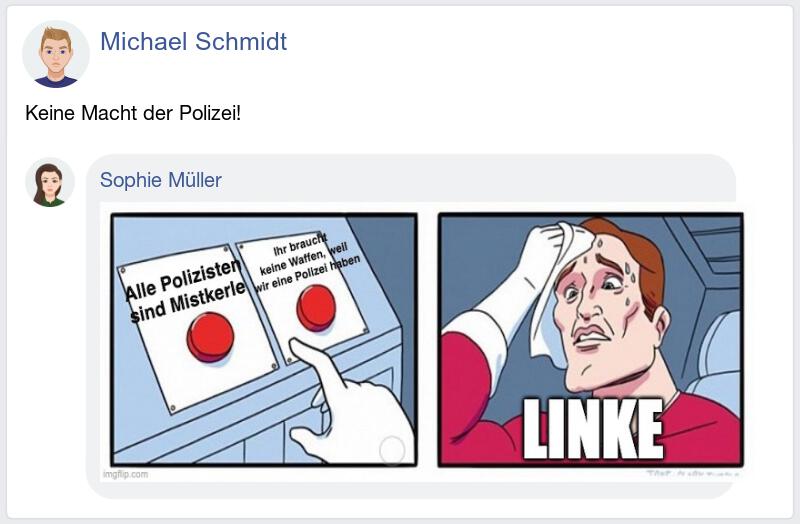 Michael Schmidt
Keine Macht der Polizei!
Sophie Müller
Alle Polizisten
sind Mistkerle
Ihr braucht
keine Waffen, weil
wir eine Polizei haben
LINKE
imgflip.com